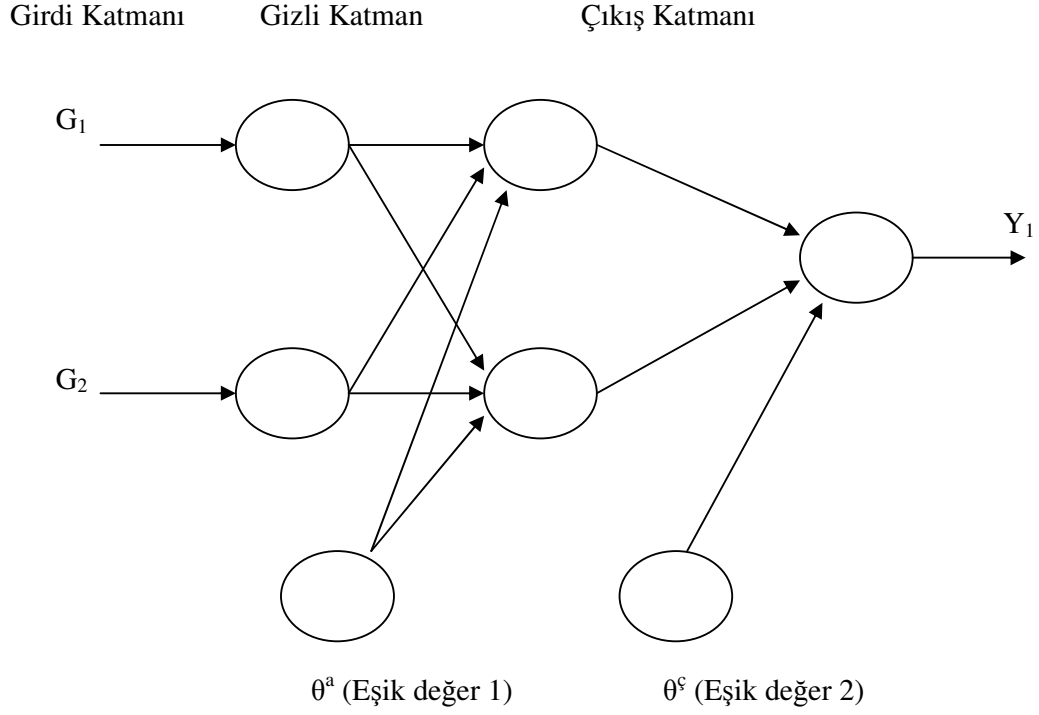 Girdi Katmanı Gizli Katman Çıkış Katmanı
G₁
Y₁
G₂
θᵃ (Eşik değer 1) θᶜ̧ (Eşik değer 2)